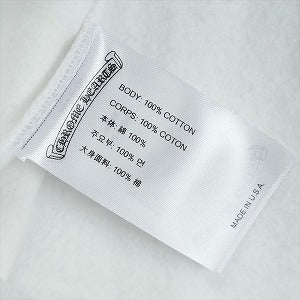 CHROME HEARTS
BODY: 100% COTTON
CORPS: 100% COTON
本体: 綿 100%
주요부: 100% 면
大身面料: 100% 棉
MADE IN U.S.A.